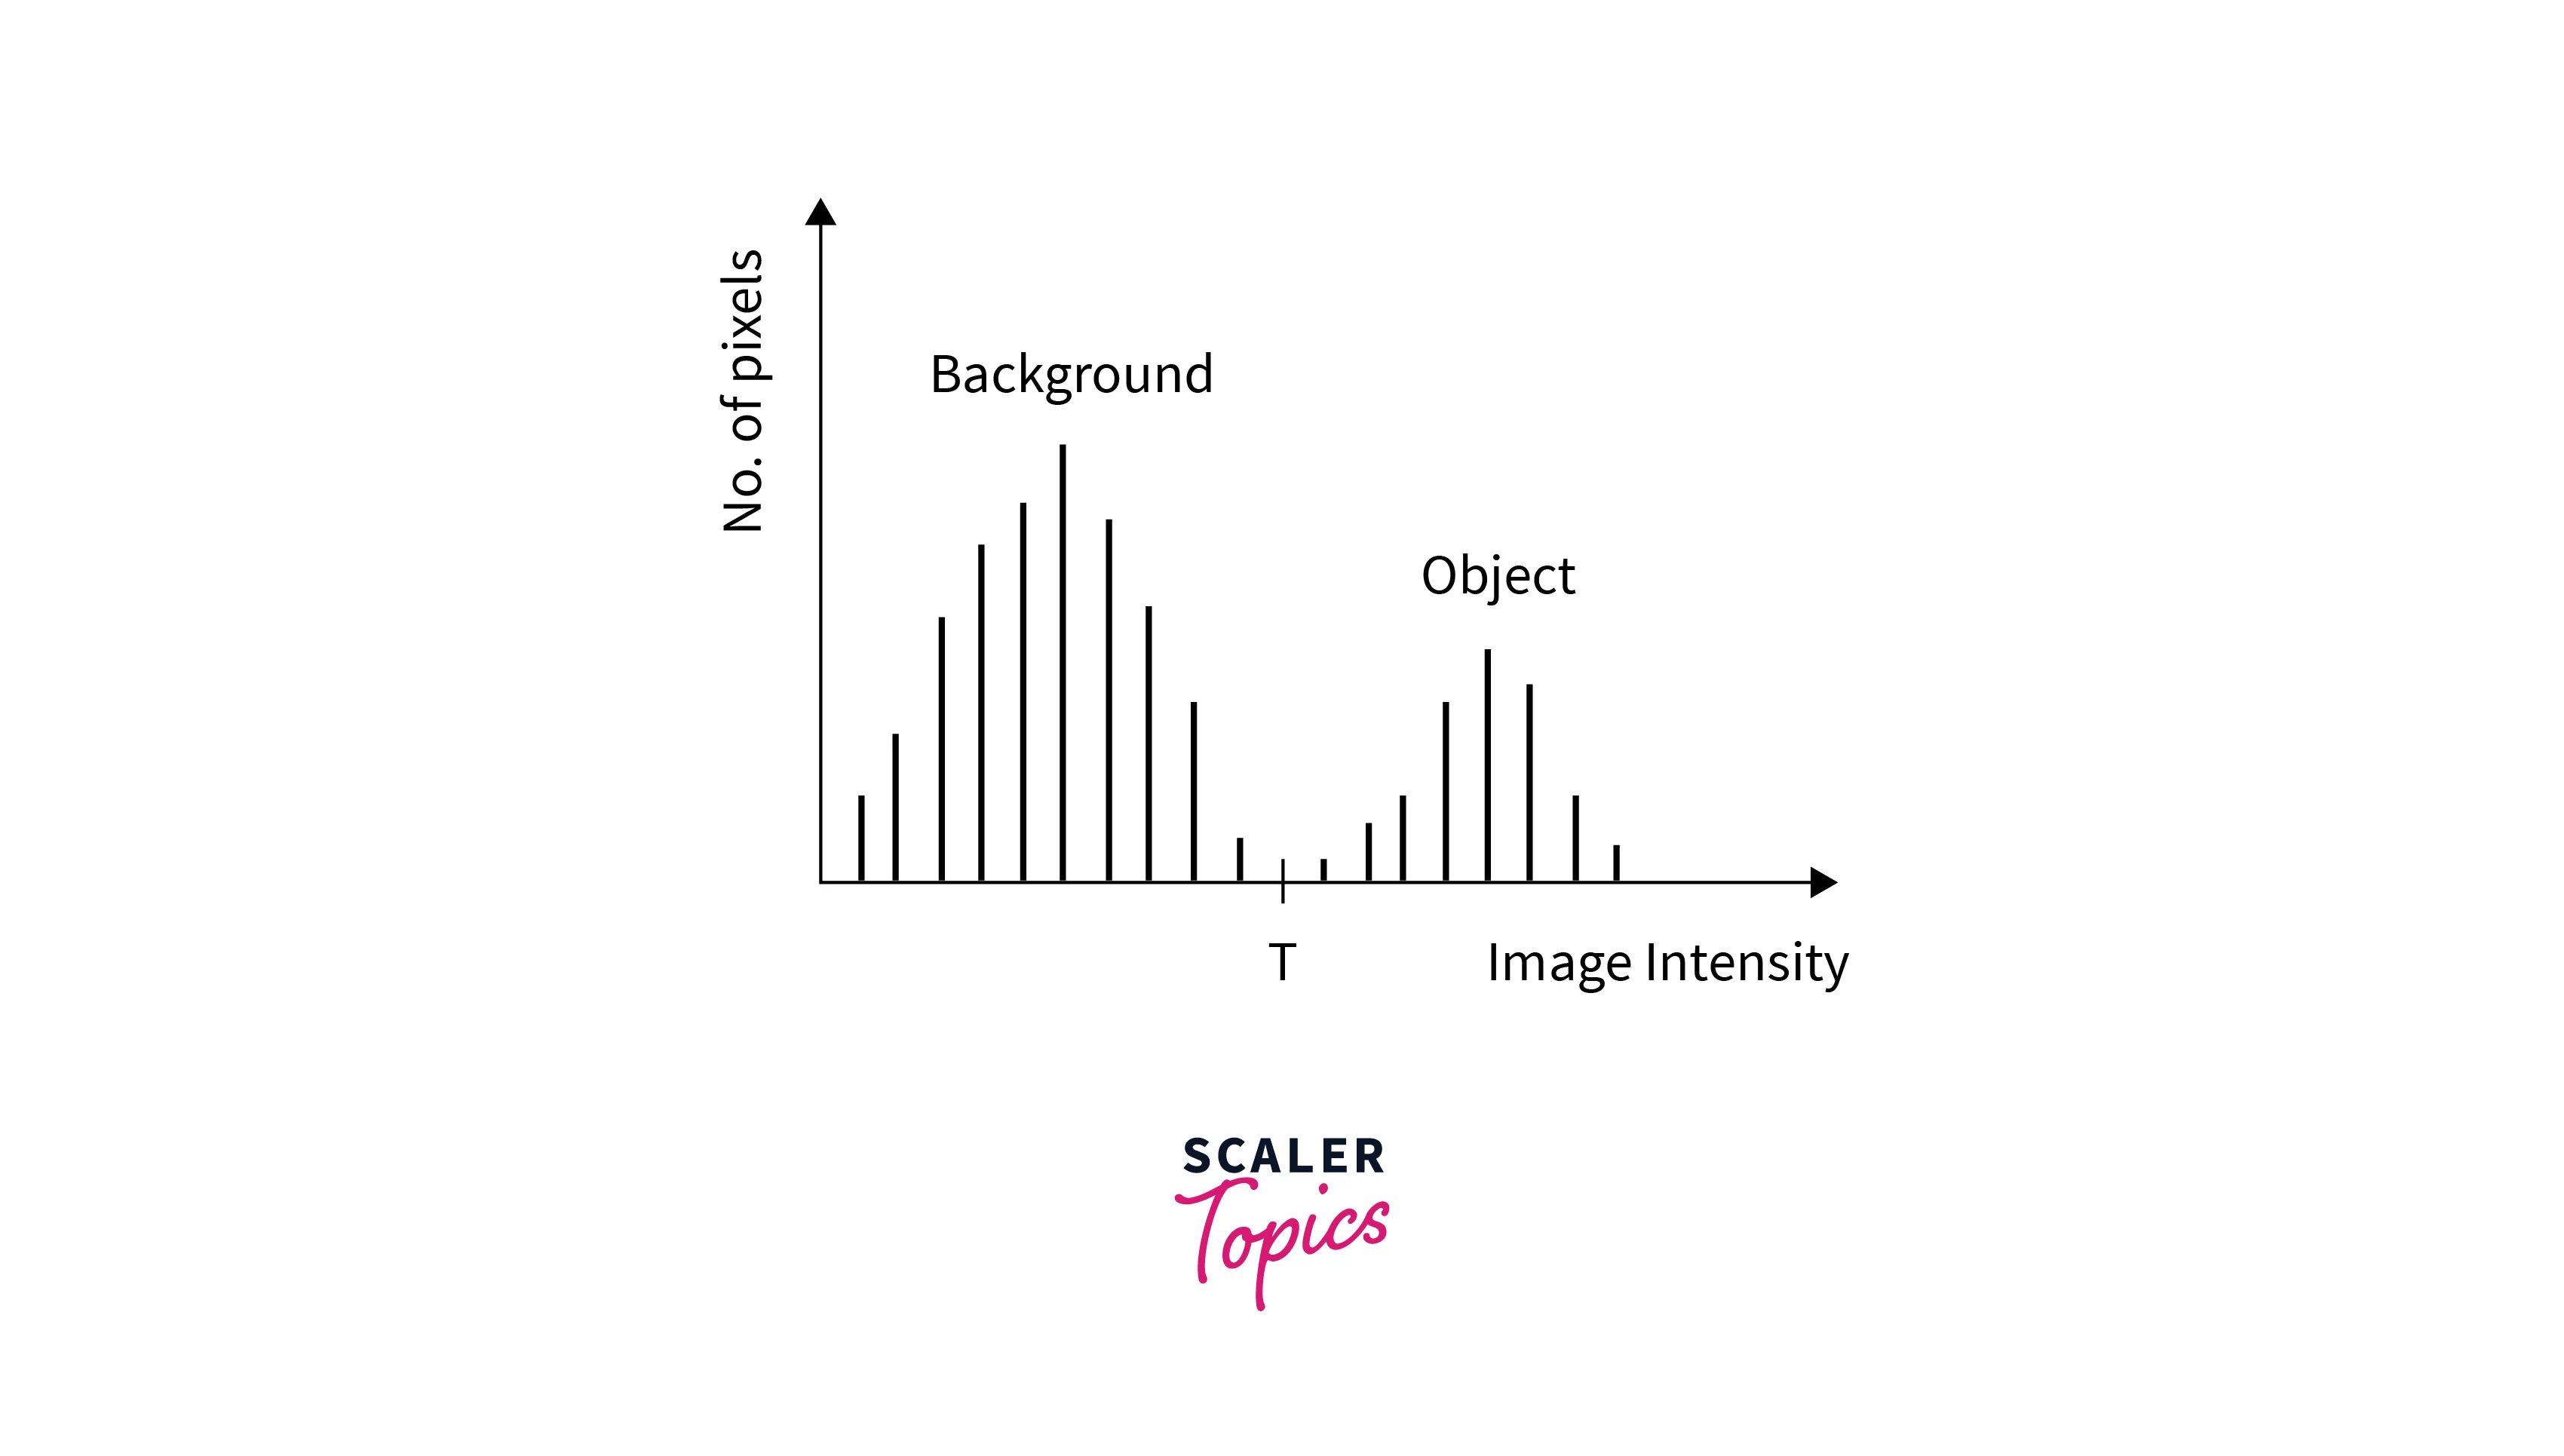 No. of pixels
Background
Object
T
Image Intensity
SCALER
Topics